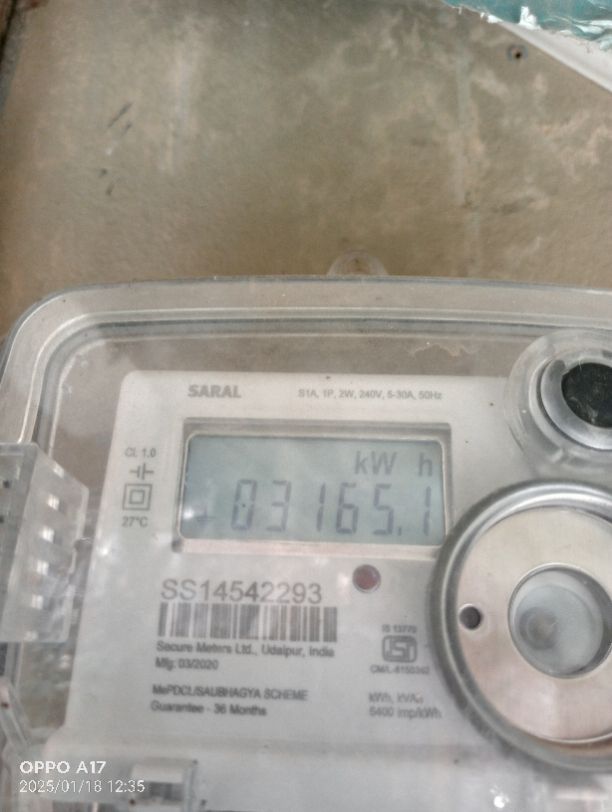 SARAL
S1A, 1P, 2W, 240V, 5-30A, 50Hz
Cl. 1.0
27°C
kW h
03165.1
SS14542293
Secure Meters Ltd., Udaipur, India
Mfg: 03/2020
IS 13779
CM/L-8150342
MePDCL/SAUBHAGYA SCHEME
Guarantee - 36 Months
kWh,
6400 imp/kWh
OPPO A17
2025/01/18 12:35